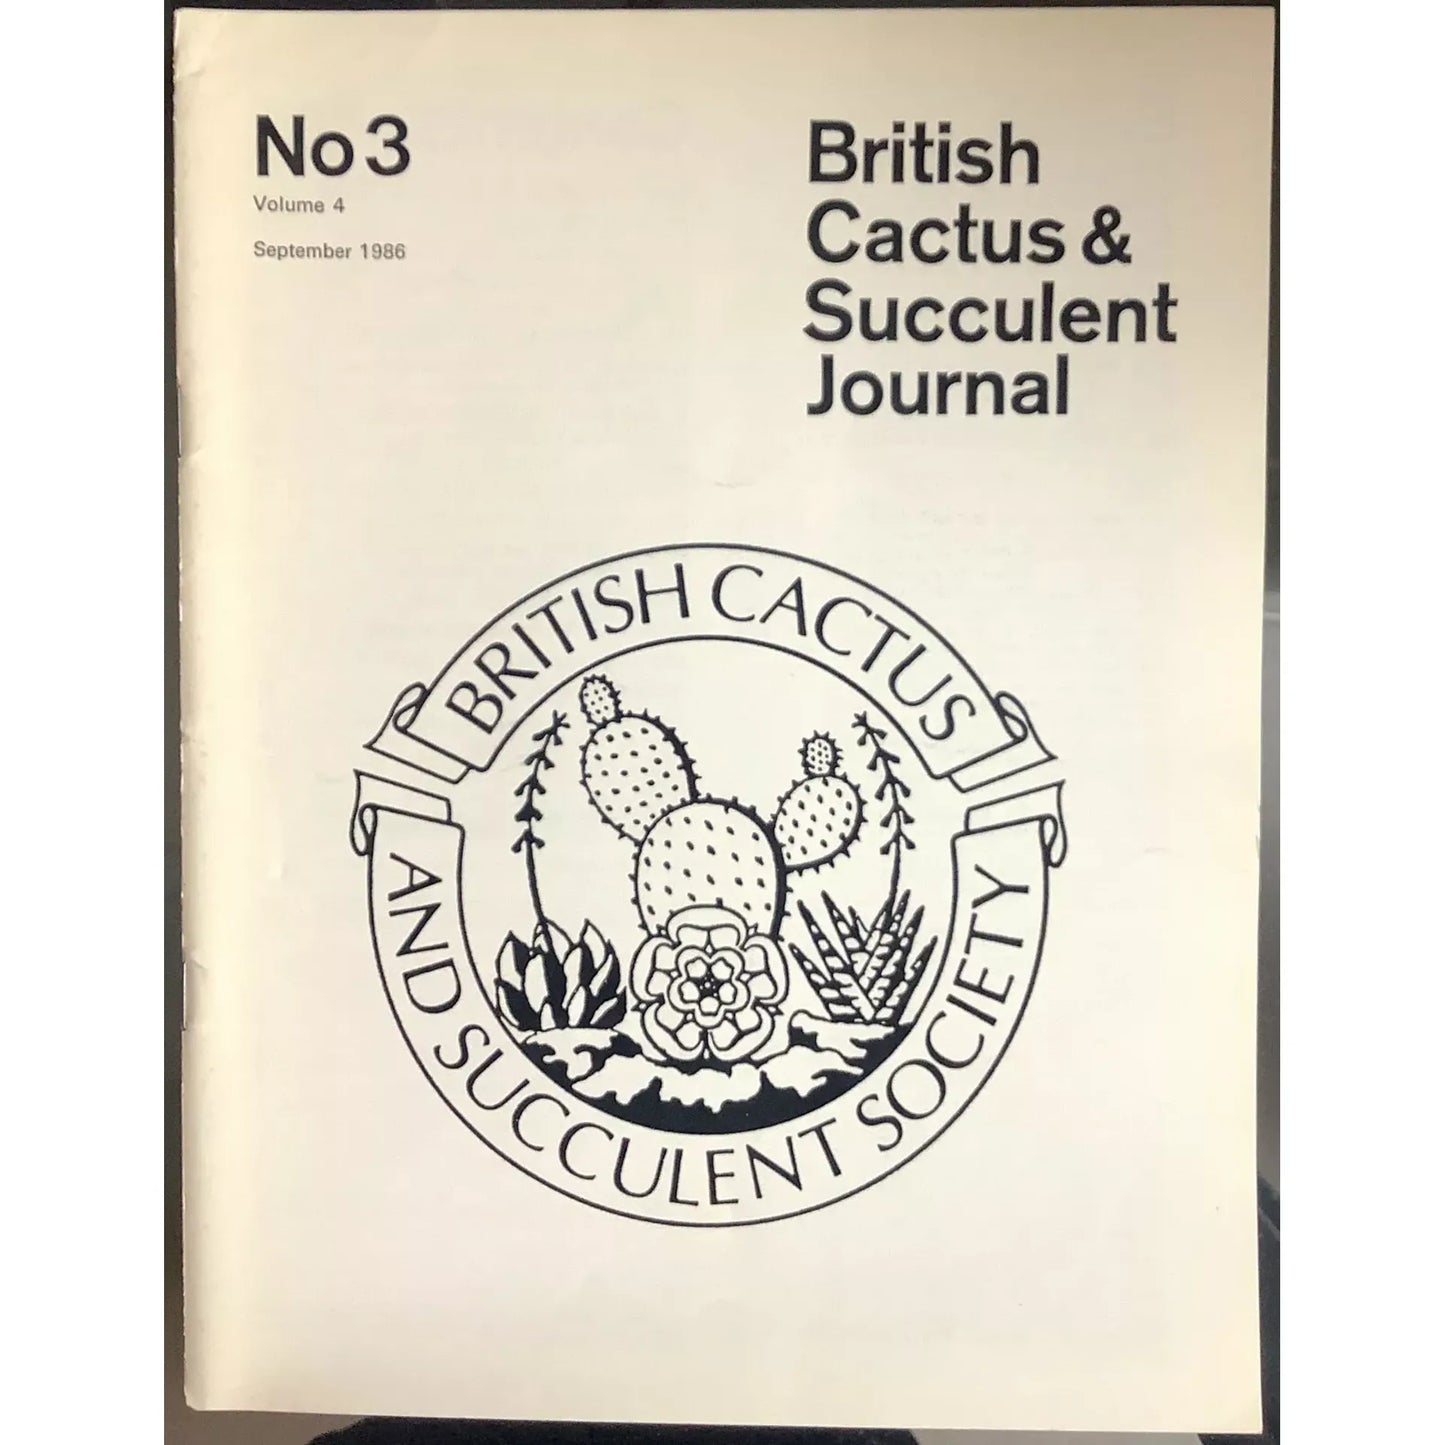 No 3
Volume 4
September 1986
British
Cactus &
Succulent
Journal
BRITISH CACTUS
AND SUCCULENT SOCIETY